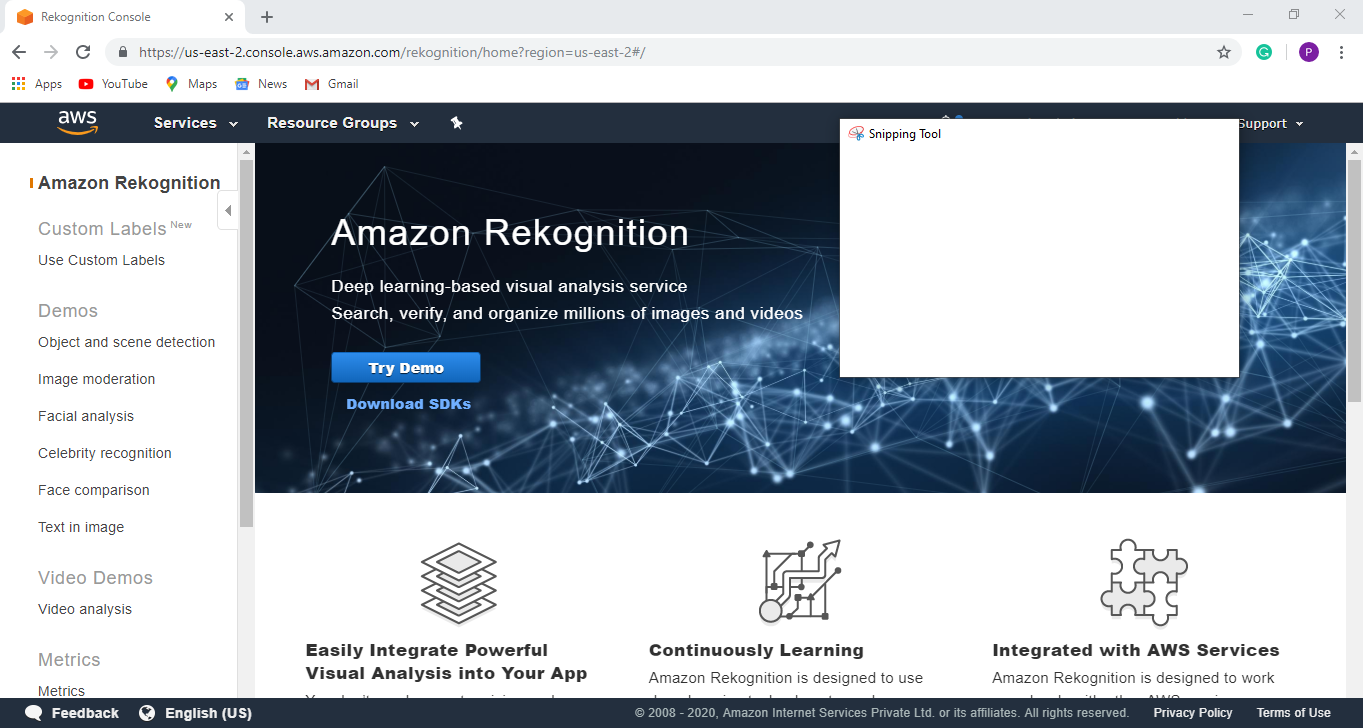 Rekognition Console
https://us-east-2.console.aws.amazon.com/rekognition/home?region=us-east-2#/
P
Apps YouTube Maps News Gmail
aws Services Resource Groups Support
Snipping Tool
Amazon Rekognition
Custom Labels New
Use Custom Labels
Demos
Object and scene detection
Image moderation
Facial analysis
Celebrity recognition
Face comparison
Text in image
Video Demos
Video analysis
Metrics
Metrics
Amazon Rekognition
Deep learning-based visual analysis service
Search, verify, and organize millions of images and videos
Try Demo
Download SDKs
Easily Integrate Powerful
Visual Analysis into Your App
Continuously Learning
Amazon Rekognition is designed to use
Integrated with AWS Services
Amazon Rekognition is designed to work
Feedback English (US) © 2008 - 2020, Amazon Internet Services Private Ltd. or its affiliates. All rights reserved. Privacy Policy Terms of Use